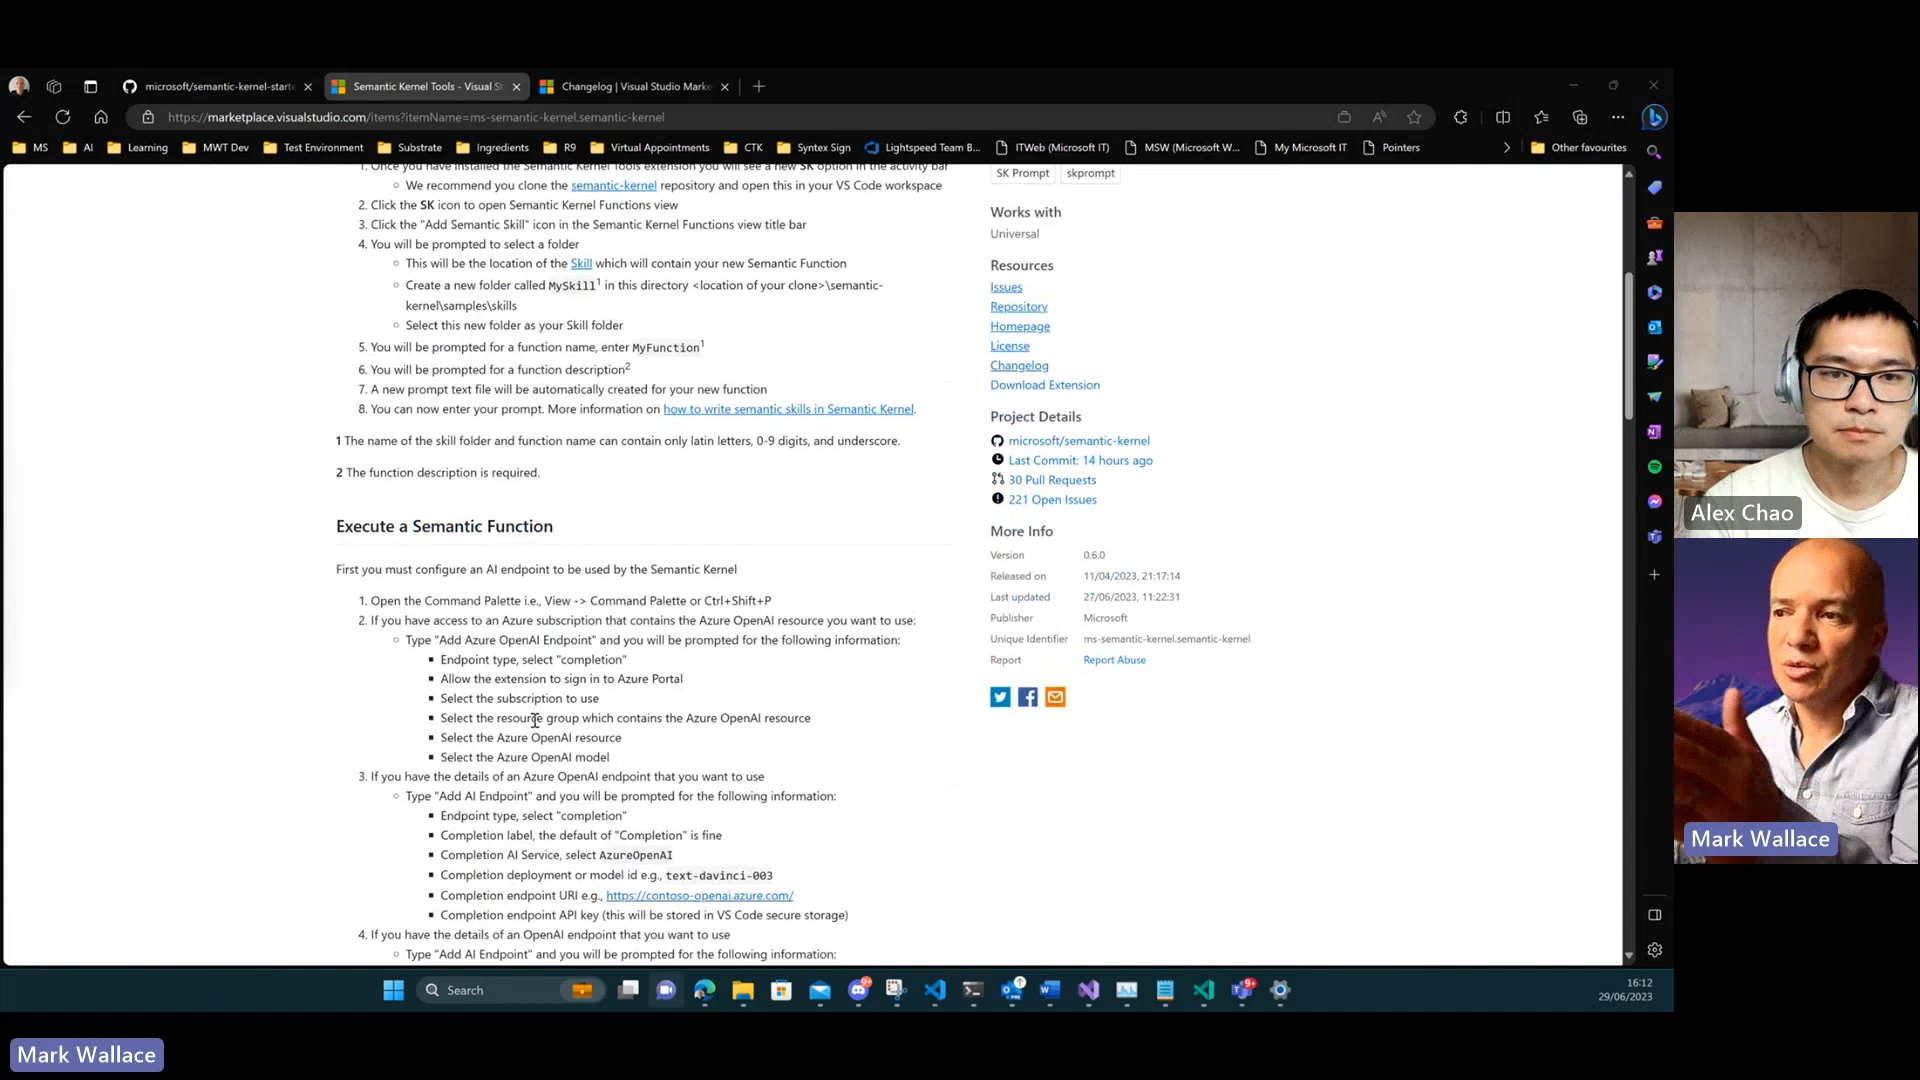 microsoft/semantic-kernel-starte
Semantic Kernel Tools - Visual S
Changelog | Visual Studio Marke
https://marketplace.visualstudio.com/items?itemName=ms-semantic-kernel.semantic-kernel
MS
AI
Learning
MWT Dev
Test Environment
Substrate
Ingredients
R9
Virtual Appointments
CTK
Syntex Sign
Lightspeed Team B...
ITWeb (Microsoft IT)
MSW (Microsoft W...
My Microsoft IT
Pointers
Other favourites
1. Once you have installed the Semantic Kernel Tools extension you will see a new SK option in the activity bar
We recommend you clone the semantic-kernel repository and open this in your VS Code workspace
2. Click the SK icon to open Semantic Kernel Functions view
3. Click the "Add Semantic Skill" icon in the Semantic Kernel Functions view title bar
4. You will be prompted to select a folder
This will be the location of the Skill which will contain your new Semantic Function
Create a new folder called MySkill1 in this directory <location of your clone>\semantic-
kernel\samples\skills
Select this new folder as your Skill folder
5. You will be prompted for a function name, enter MyFunction1
6. You will be prompted for a function description2
7. A new prompt text file will be automatically created for your new function
8. You can now enter your prompt. More information on how to write semantic skills in Semantic Kernel.
1 The name of the skill folder and function name can contain only latin letters, 0-9 digits, and underscore.
2 The function description is required.
Execute a Semantic Function
First you must configure an AI endpoint to be used by the Semantic Kernel
1. Open the Command Palette i.e., View -> Command Palette or Ctrl+Shift+P
2. If you have access to an Azure subscription that contains the Azure OpenAI resource you want to use:
Type "Add Azure OpenAI Endpoint" and you will be prompted for the following information:
Endpoint type, select "completion"
Allow the extension to sign in to Azure Portal
Select the subscription to use
Select the resource group which contains the Azure OpenAI resource
Select the Azure OpenAI resource
Select the Azure OpenAI model
3. If you have the details of an Azure OpenAI endpoint that you want to use
Type "Add AI Endpoint" and you will be prompted for the following information:
Endpoint type, select "completion"
Completion label, the default of "Completion" is fine
Completion AI Service, select AzureOpenAI
Completion deployment or model id e.g., text-davinci-003
Completion endpoint URI e.g., https://contoso-openai.azure.com/
Completion endpoint API key (this will be stored in VS Code secure storage)
4. If you have the details of an OpenAI endpoint that you want to use
Type "Add AI Endpoint" and you will be prompted for the following information:
SK Prompt
skprompt
Works with
Universal
Resources
Issues
Repository
Homepage
License
Changelog
Download Extension
Project Details
microsoft/semantic-kernel
Last Commit: 14 hours ago
30 Pull Requests
221 Open Issues
More Info
Version 0.6.0
Released on 11/04/2023, 21:17:14
Last updated 27/06/2023, 11:22:31
Publisher Microsoft
Unique Identifier ms-semantic-kernel.semantic-kernel
Report Report Abuse
Alex Chao
Mark Wallace
Search
16:12
29/06/2023
Mark Wallace